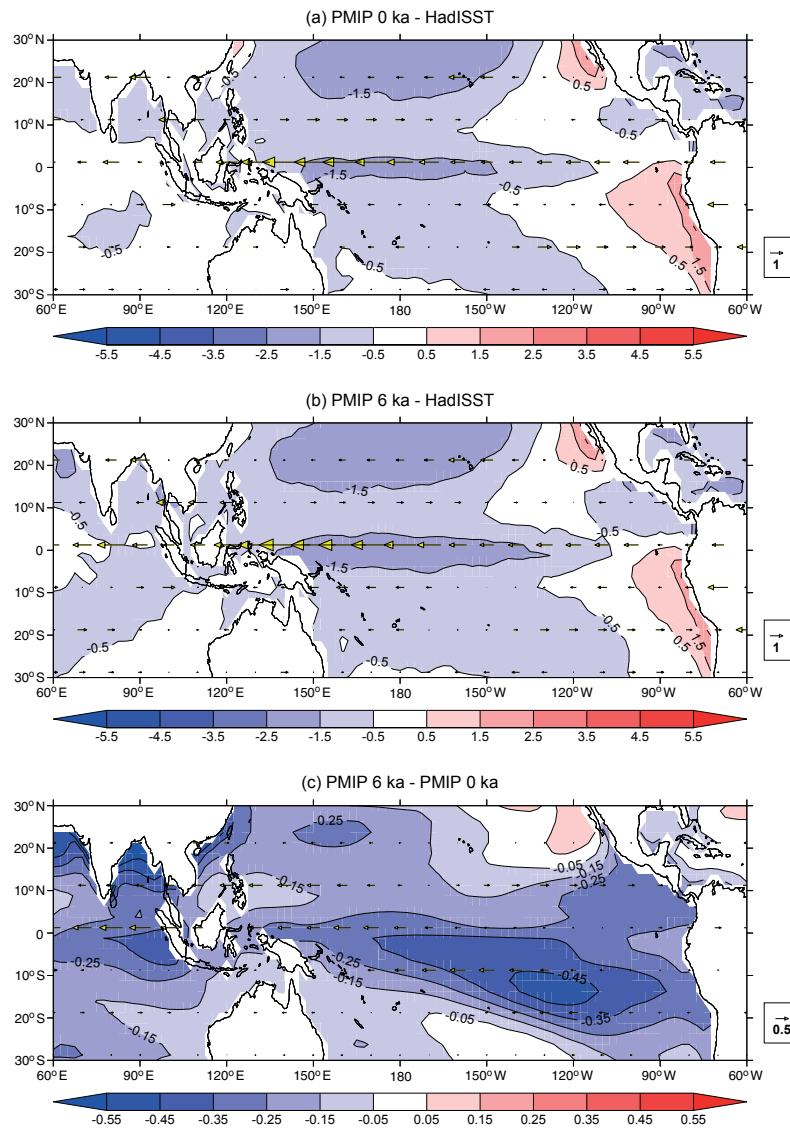 (a) PMIP 0 ka - HadISST
30°N
20°N
10°N
0
10°S
20°S
30°S
-0.5
-1.5
0.5
-0.5
-1.5
-0.5
-0.5
-0.5
0.5
1.5
1
60°E 90°E 120°E 150°E 180 150°W 120°W 90°W 60°W
-5.5 -4.5 -3.5 -2.5 -1.5 -0.5 0.5 1.5 2.5 3.5 4.5 5.5
(b) PMIP 6 ka - HadISST
30°N
20°N
10°N
0
10°S
20°S
30°S
0.5
-1.5
-0.5
-0.5
-1.5
-0.5
-0.5
-0.5
0.5
1.5
1
60°E 90°E 120°E 150°E 180 150°W 120°W 90°W 60°W
-5.5 -4.5 -3.5 -2.5 -1.5 -0.5 0.5 1.5 2.5 3.5 4.5 5.5
(c) PMIP 6 ka - PMIP 0 ka
30°N
20°N
10°N
0
10°S
20°S
30°S
-0.25
-0.05
-0.15
-0.25
-0.15
-0.25
-0.25
-0.15
-0.45
-0.35
-0.15
-0.05
0.5
60°E 90°E 120°E 150°E 180 150°W 120°W 90°W 60°W
-0.55 -0.45 -0.35 -0.25 -0.15 -0.05 0.05 0.15 0.25 0.35 0.45 0.55